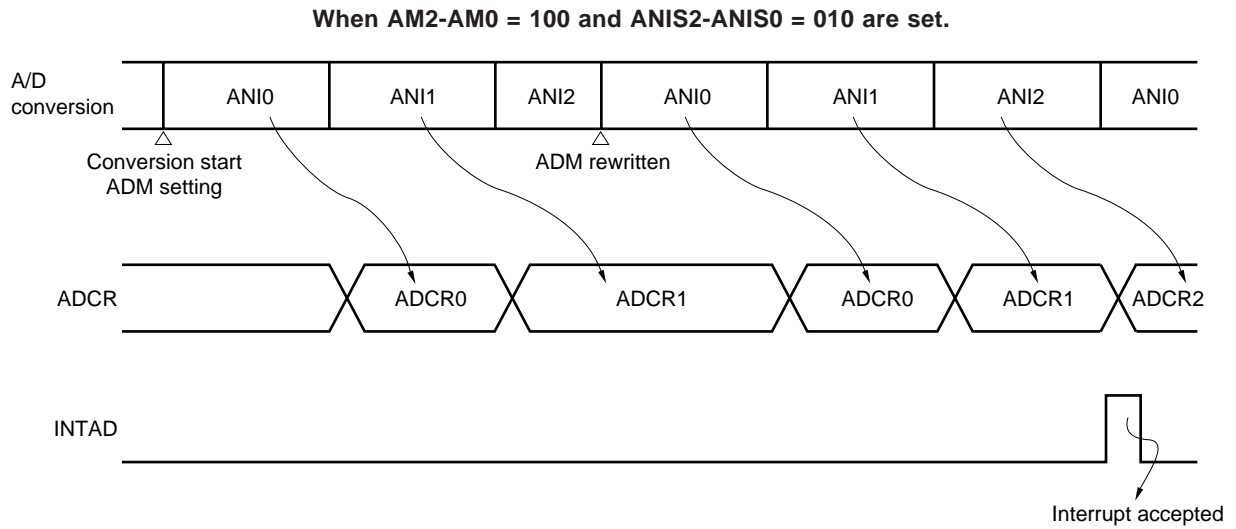 When AM2-AM0 = 100 and ANIS2-ANIS0 = 010 are set.
A/D
conversion
ANI0
ANI1
ANI2
ANI0
ANI1
ANI2
ANI0
Conversion start
ADM setting
ADM rewritten
ADCR
ADCR0
ADCR1
ADCR0
ADCR1
ADCR2
INTAD
Interrupt accepted